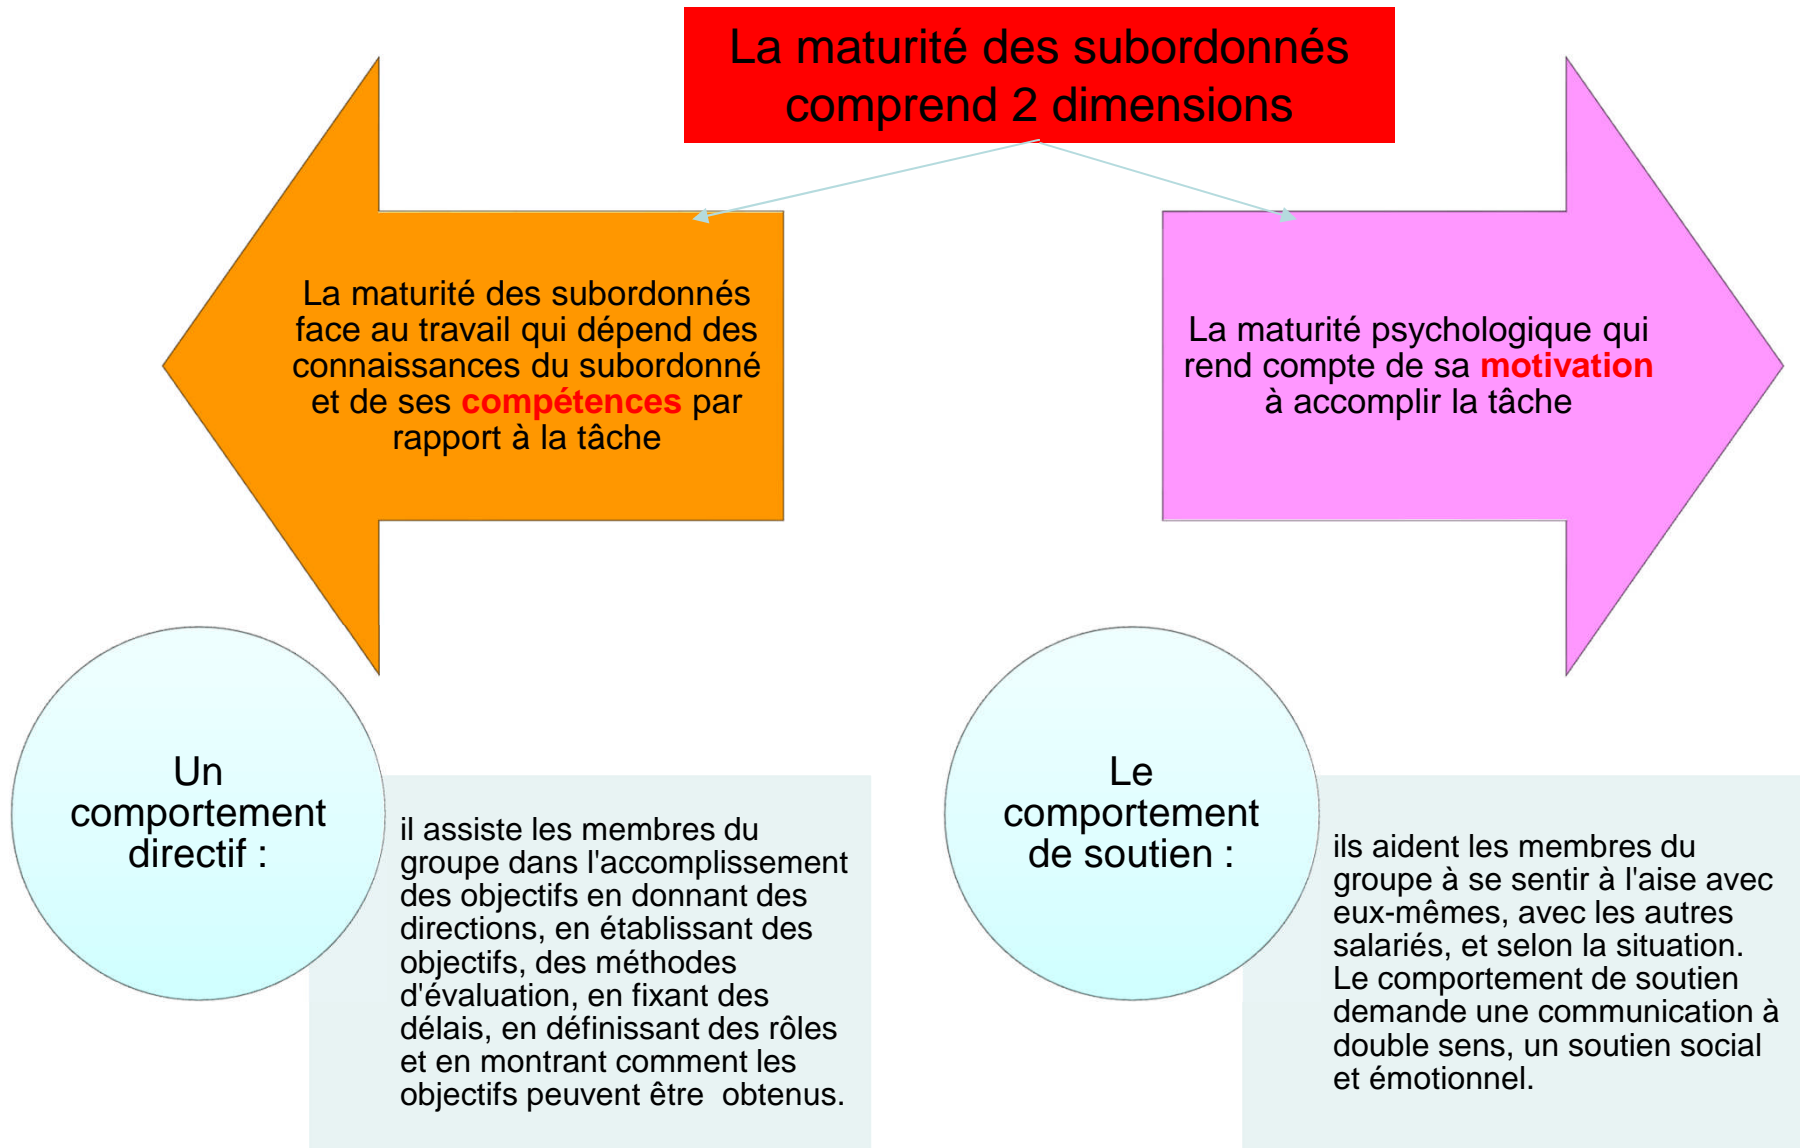 La maturité des subordonnés
comprend 2 dimensions
La maturité des subordonnés
face au travail qui dépend des
connaissances du subordonné
et de ses compétences par
rapport à la tâche
La maturité psychologique qui
rend compte de sa motivation
à accomplir la tâche
Un
comportement
directif :
il assiste les membres du
groupe dans l'accomplissement
des objectifs en donnant des
directions, en établissant des
objectifs, des méthodes
d'évaluation, en fixant des
délais, en définissant des rôles
et en montrant comment les
objectifs peuvent être  obtenus.
Le
comportement
de soutien :
ils aident les membres du
groupe à se sentir à l'aise avec
eux-mêmes, avec les autres
salariés, et selon la situation.
Le comportement de soutien
demande une communication à
double sens, un soutien social
et émotionnel.